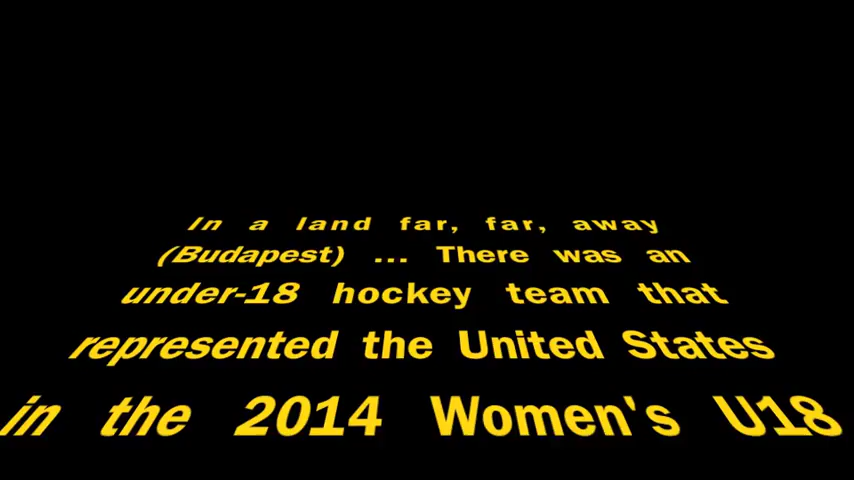 In a land far, far, away
(Budapest) ... There was an
under-18 hockey team that
represented the United States
in the 2014 Women's U18